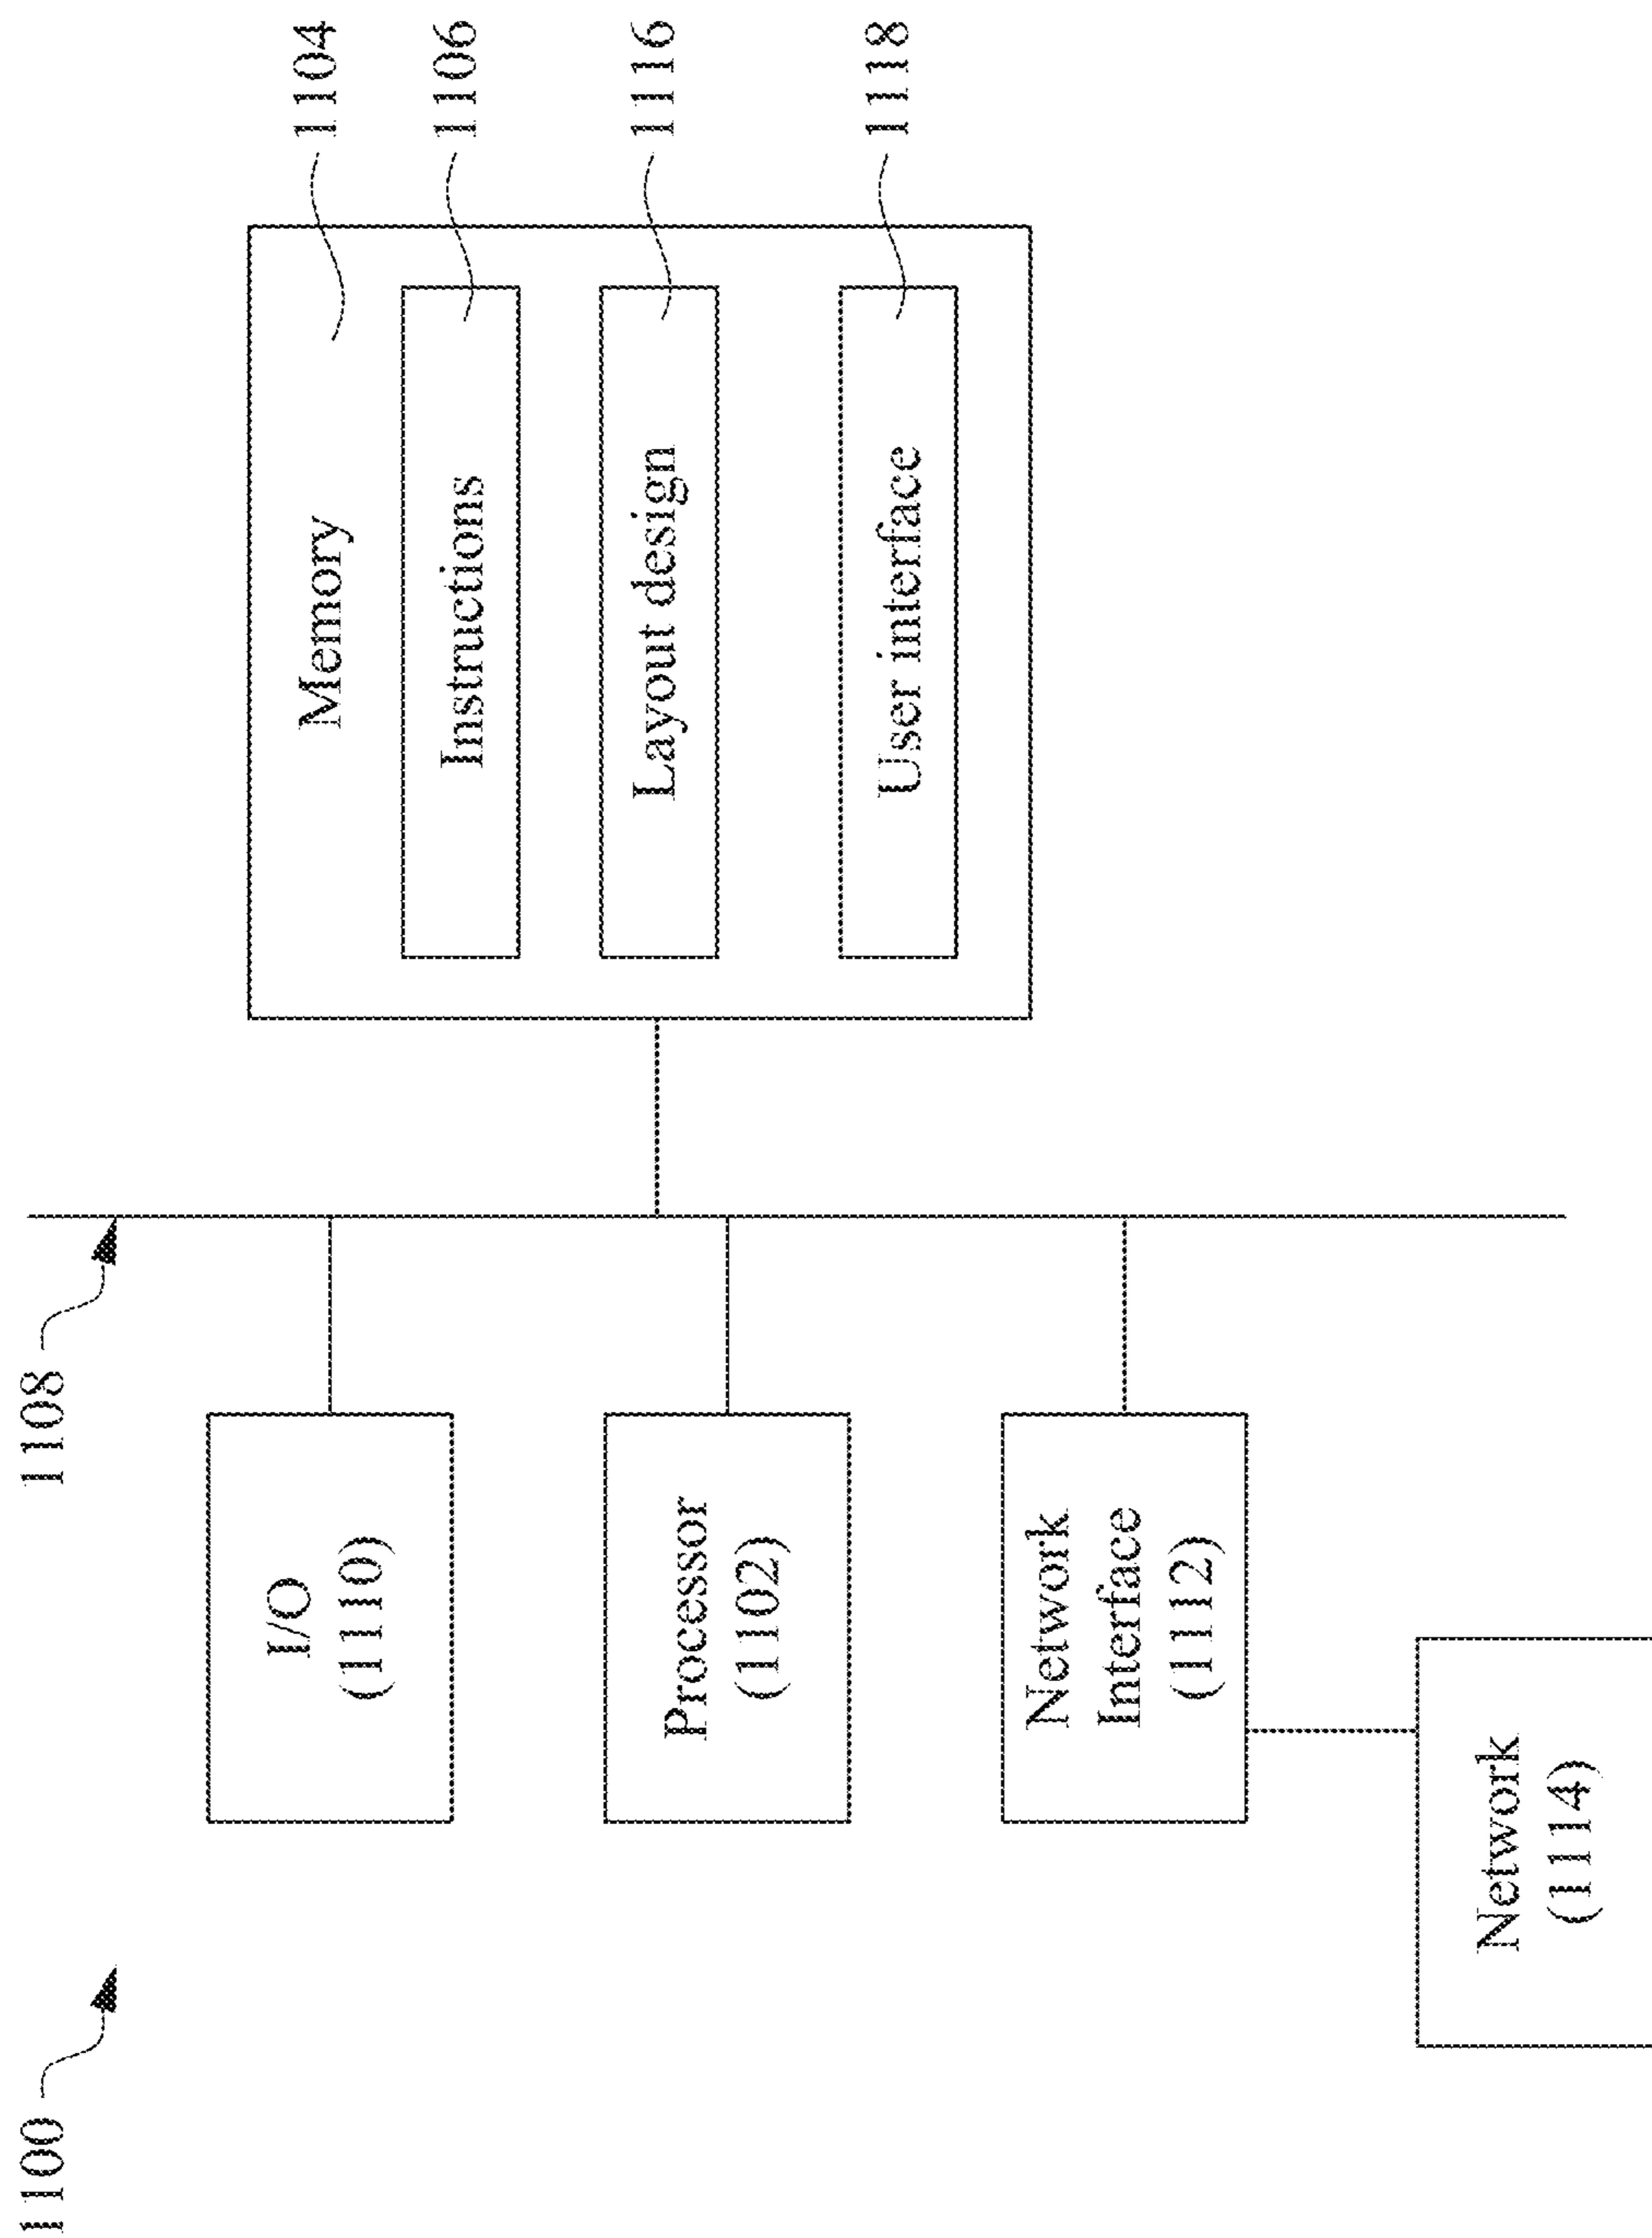 1100
1108
I/O
(1110)
Processor
(1102)
Network
Interface
(1112)
Network
(1114)
Memory
Instructions
Layout design
User interface
1104
1106
1116
1118